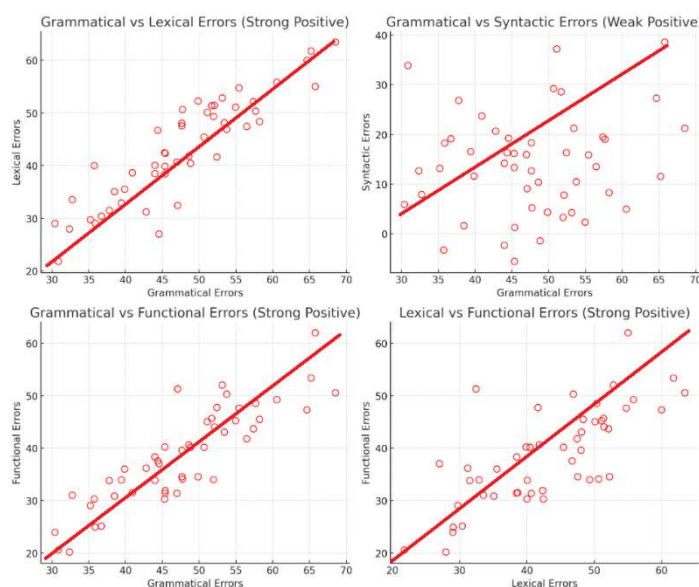 Grammatical vs Lexical Errors (Strong Positive)
60
50
40
30
20
Lexical Errors
30 35 40 45 50 55 60 65 70
Grammatical Errors
Grammatical vs Syntactic Errors (Weak Positive)
40
30
20
10
0
Syntactic Errors
30 35 40 45 50 55 60 65 70
Grammatical Errors
Grammatical vs Functional Errors (Strong Positive)
60
50
40
30
20
Functional Errors
30 35 40 45 50 55 60 65 70
Grammatical Errors
Lexical vs Functional Errors (Strong Positive)
60
50
40
30
20
Functional Errors
20 30 40 50 60
Lexical Errors